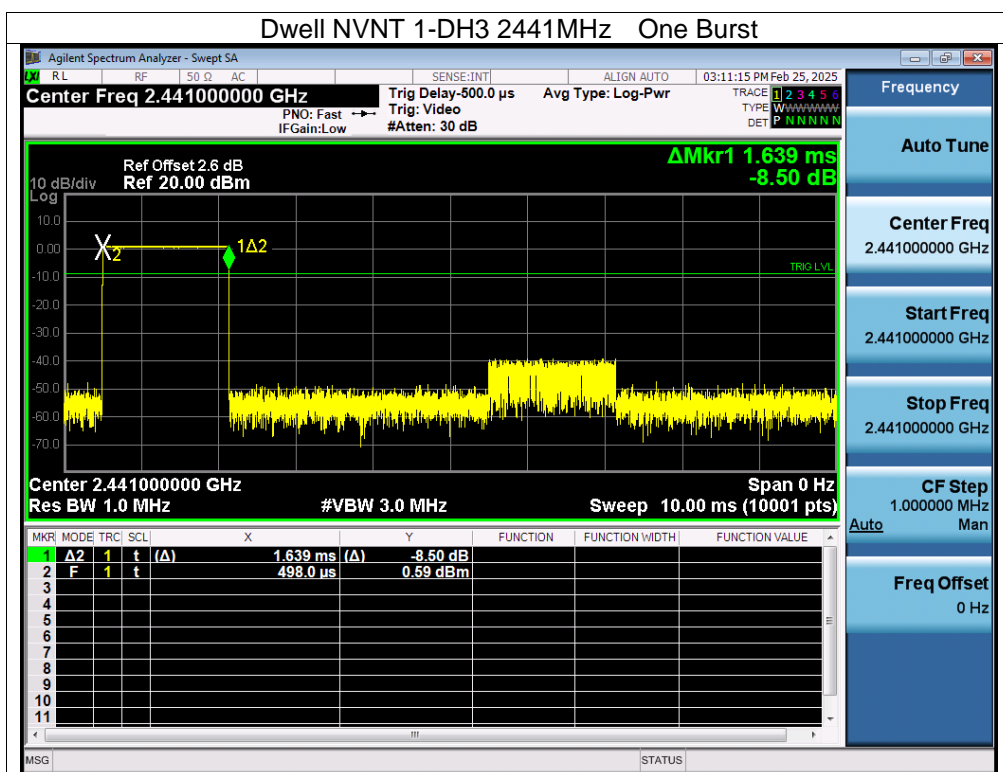 Dwell NVNT 1-DH3 2441MHz One Burst
Agilent Spectrum Analyzer - Swept SA
LXI RL RF 50 Ω AC SENSE:INT ALIGN AUTO 03:11:15 PM Feb 25, 2025
Center Freq 2.441000000 GHz
PNO: Fast
IFGain:Low
Trig Delay-500.0 µs
Trig: Video
#Atten: 30 dB
Avg Type: Log-Pwr
TRACE 1 2 3 4 5 6
TYPE WWWWWW
DET P N N N N N
Frequency
Auto Tune
Center Freq
2.441000000 GHz
Start Freq
2.441000000 GHz
Stop Freq
2.441000000 GHz
CF Step
1.000000 MHz
Auto Man
Freq Offset
0 Hz
ΔMkr1 1.639 ms
-8.50 dB
Ref Offset 2.6 dB
10 dB/div Ref 20.00 dBm
Log
10.0
0.00
-10.0
-20.0
-30.0
-40.0
-50.0
-60.0
-70.0
2
1Δ2
TRIG LVL
Center 2.441000000 GHz Span 0 Hz
Res BW 1.0 MHz #VBW 3.0 MHz Sweep 10.00 ms (10001 pts)
MKR MODE TRC SCL X Y FUNCTION FUNCTION WIDTH FUNCTION VALUE
1 Δ2 1 t (Δ) 1.639 ms (Δ) -8.50 dB
2 F 1 t 498.0 µs 0.59 dBm
3
4
5
6
7
8
9
10
11
MSG STATUS